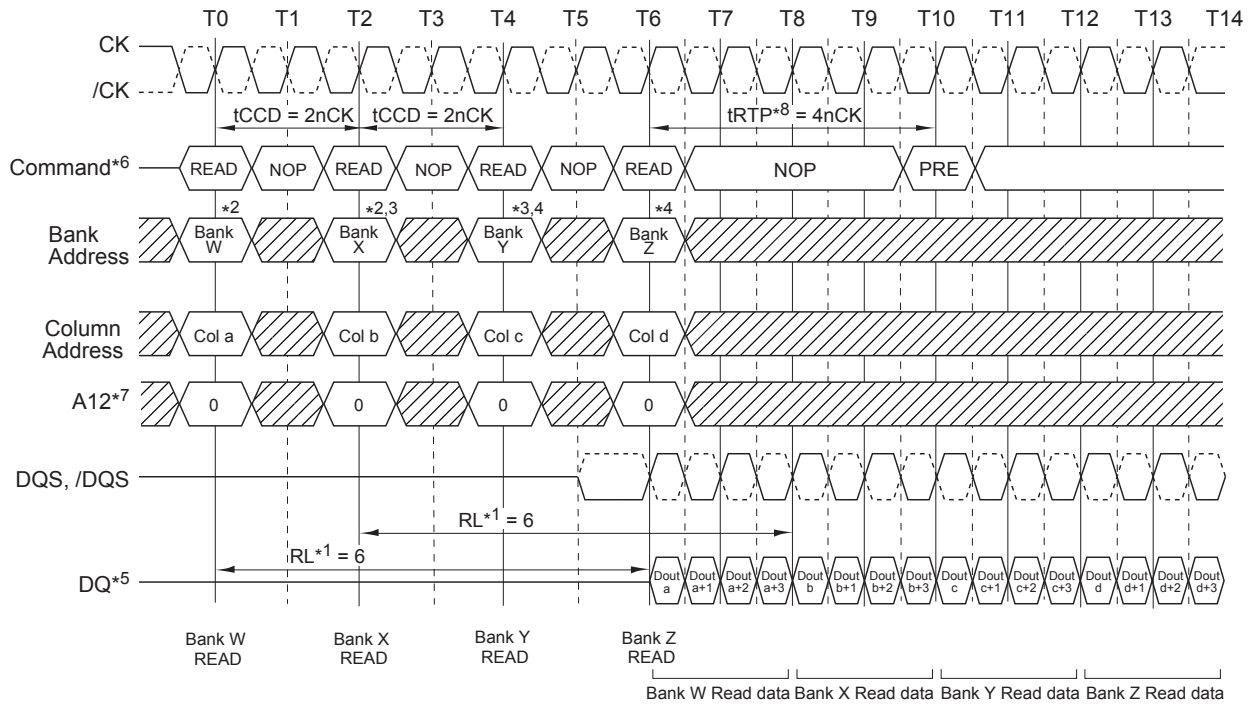 T0 T1 T2 T3 T4 T5 T6 T7 T8 T9 T10 T11 T12 T13 T14
CK
/CK
tCCD = 2nCK tCCD = 2nCK tRTP*8 = 4nCK
Command*6 READ NOP READ NOP READ NOP READ NOP PRE
*2 *2,3 *3,4 *4
Bank Address Bank W Bank X Bank Y Bank Z
Column Address Col a Col b Col c Col d
A12*7 0 0 0 0
DQS, /DQS
RL*1 = 6
RL*1 = 6
DQ*5 Dout a Dout a+1 Dout a+2 Dout a+3 Dout b Dout b+1 Dout b+2 Dout b+3 Dout c Dout c+1 Dout c+2 Dout c+3 Dout d Dout d+1 Dout d+2 Dout d+3
Bank W READ Bank X READ Bank Y READ Bank Z READ
Bank W Read data Bank X Read data Bank Y Read data Bank Z Read data